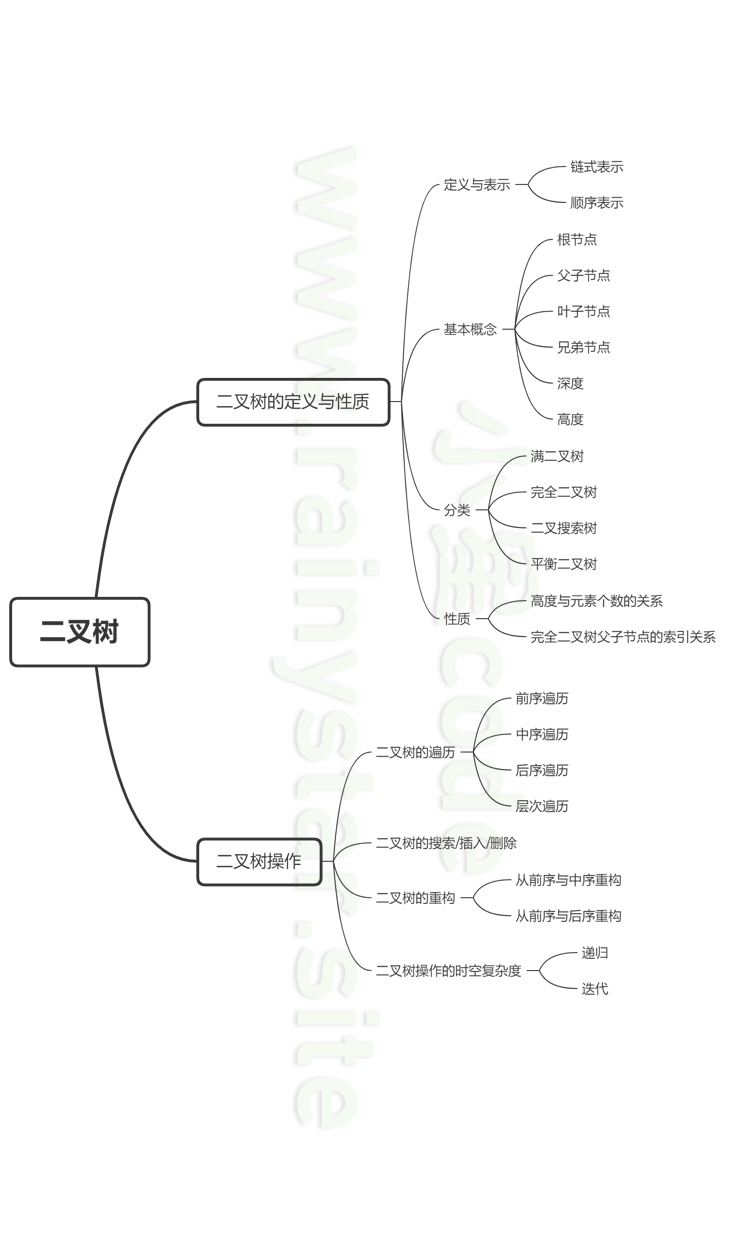 二叉树
二叉树的定义与性质
定义与表示
链式表示
顺序表示
基本概念
根节点
父子节点
叶子节点
兄弟节点
深度
高度
分类
满二叉树
完全二叉树
二叉搜索树
平衡二叉树
性质
高度与元素个数的关系
完全二叉树父子节点的索引关系
二叉树操作
二叉树的遍历
前序遍历
中序遍历
后序遍历
层次遍历
二叉树的搜索/插入/删除
二叉树的重构
从前序与中序重构
从前序与后序重构
二叉树操作的时空复杂度
递归
迭代
www.rainystar.site